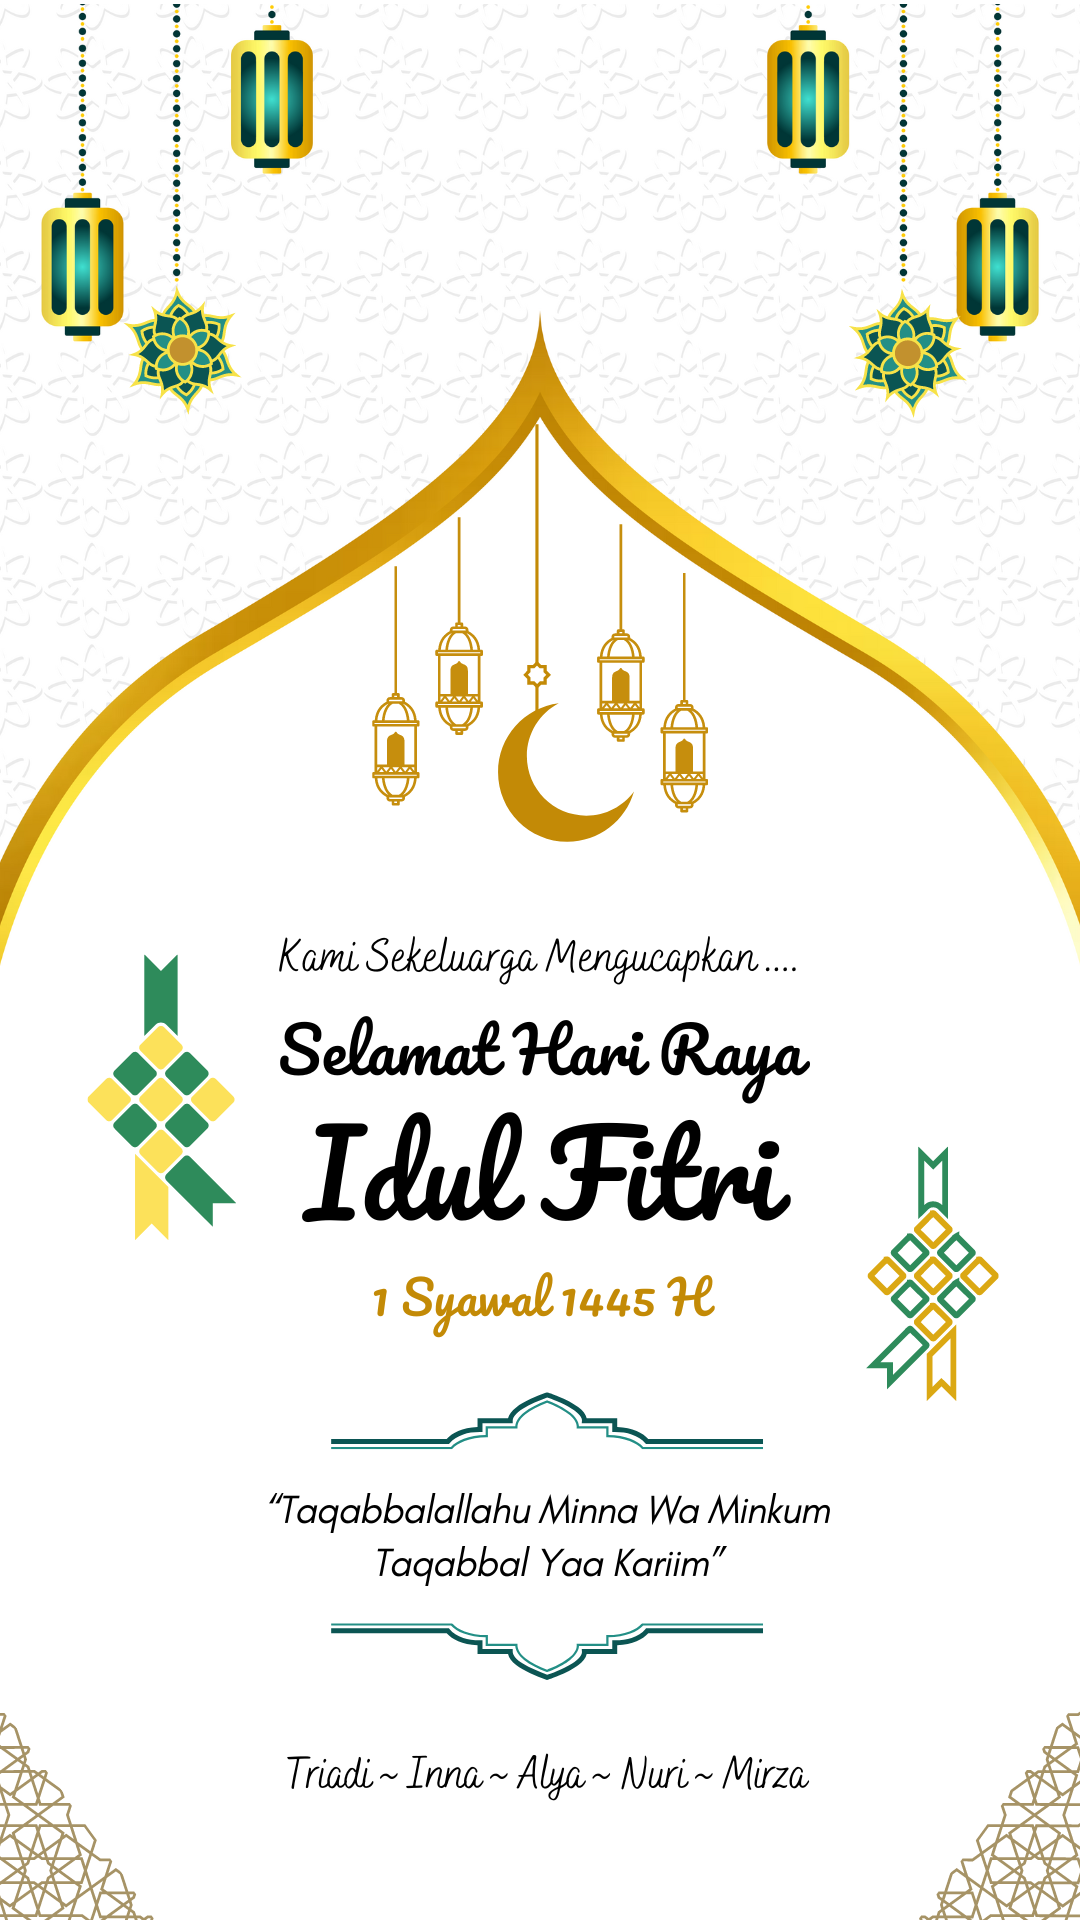 Kami Sekeluarga Mengucapkan ....
Selamat Hari Raya
Idul Fitri
1 Syawal 1445 H
“Taqabbalallahu Minna Wa Minkum
Taqabbal Yaa Kariim”
Triadi ~ Inna ~ Alya ~ Nuri ~ Mirza